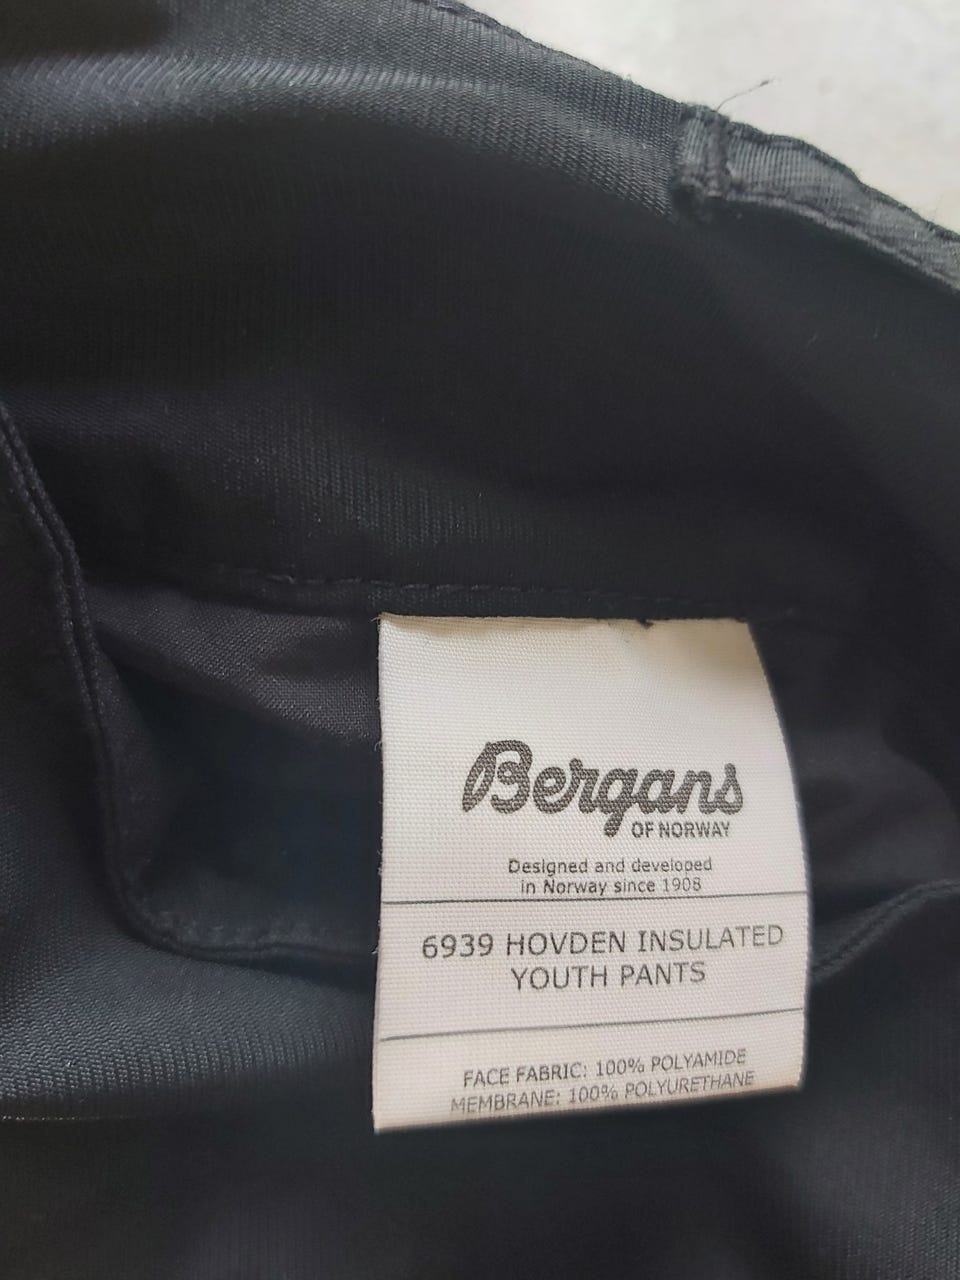 Bergans
OF NORWAY
Designed and developed
in Norway since 1908
6939 HOVDEN INSULATED
YOUTH PANTS
FACE FABRIC: 100% POLYAMIDE
MEMBRANE: 100% POLYURETHANE